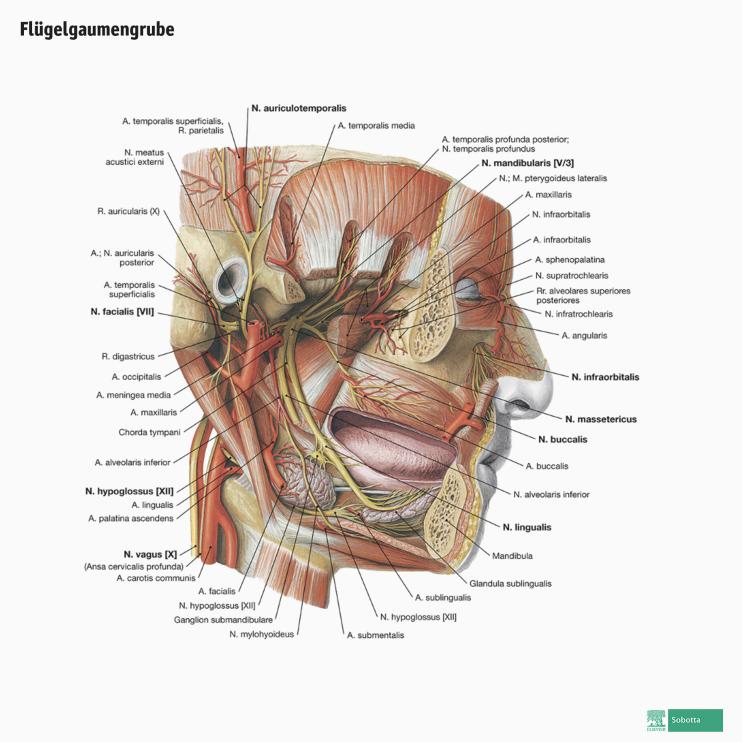 Flügelgaumengrube
N. auriculotemporalis
A. temporalis superficialis,
R. parietalis
A. temporalis media
N. meatus
acustici externi
A. temporalis profunda posterior;
N. temporalis profundus
N. mandibularis [V/3]
N.; M. pterygoideus lateralis
A. maxillaris
R. auricularis (X)
N. infraorbitalis
A. infraorbitalis
A.; N. auricularis
posterior
A. sphenopalatina
N. supratrochlearis
A. temporalis
superficialis
Rr. alveolares superiores
posteriores
N. facialis [VII]
N. infratrochlearis
A. angularis
R. digastricus
A. occipitalis
N. infraorbitalis
A. meningea media
A. maxillaris
N. massetericus
Chorda tympani
N. buccalis
A. alveolaris inferior
A. buccalis
N. hypoglossus [XII]
N. alveolaris inferior
A. lingualis
A. palatina ascendens
N. lingualis
N. vagus [X]
(Ansa cervicalis profunda)
A. carotis communis
Mandibula
Glandula sublingualis
A. facialis
A. sublingualis
N. hypoglossus [XII]
N. hypoglossus [XII]
Ganglion submandibulare
N. mylohyoideus
A. submentalis
ELSEVIER
Sobotta